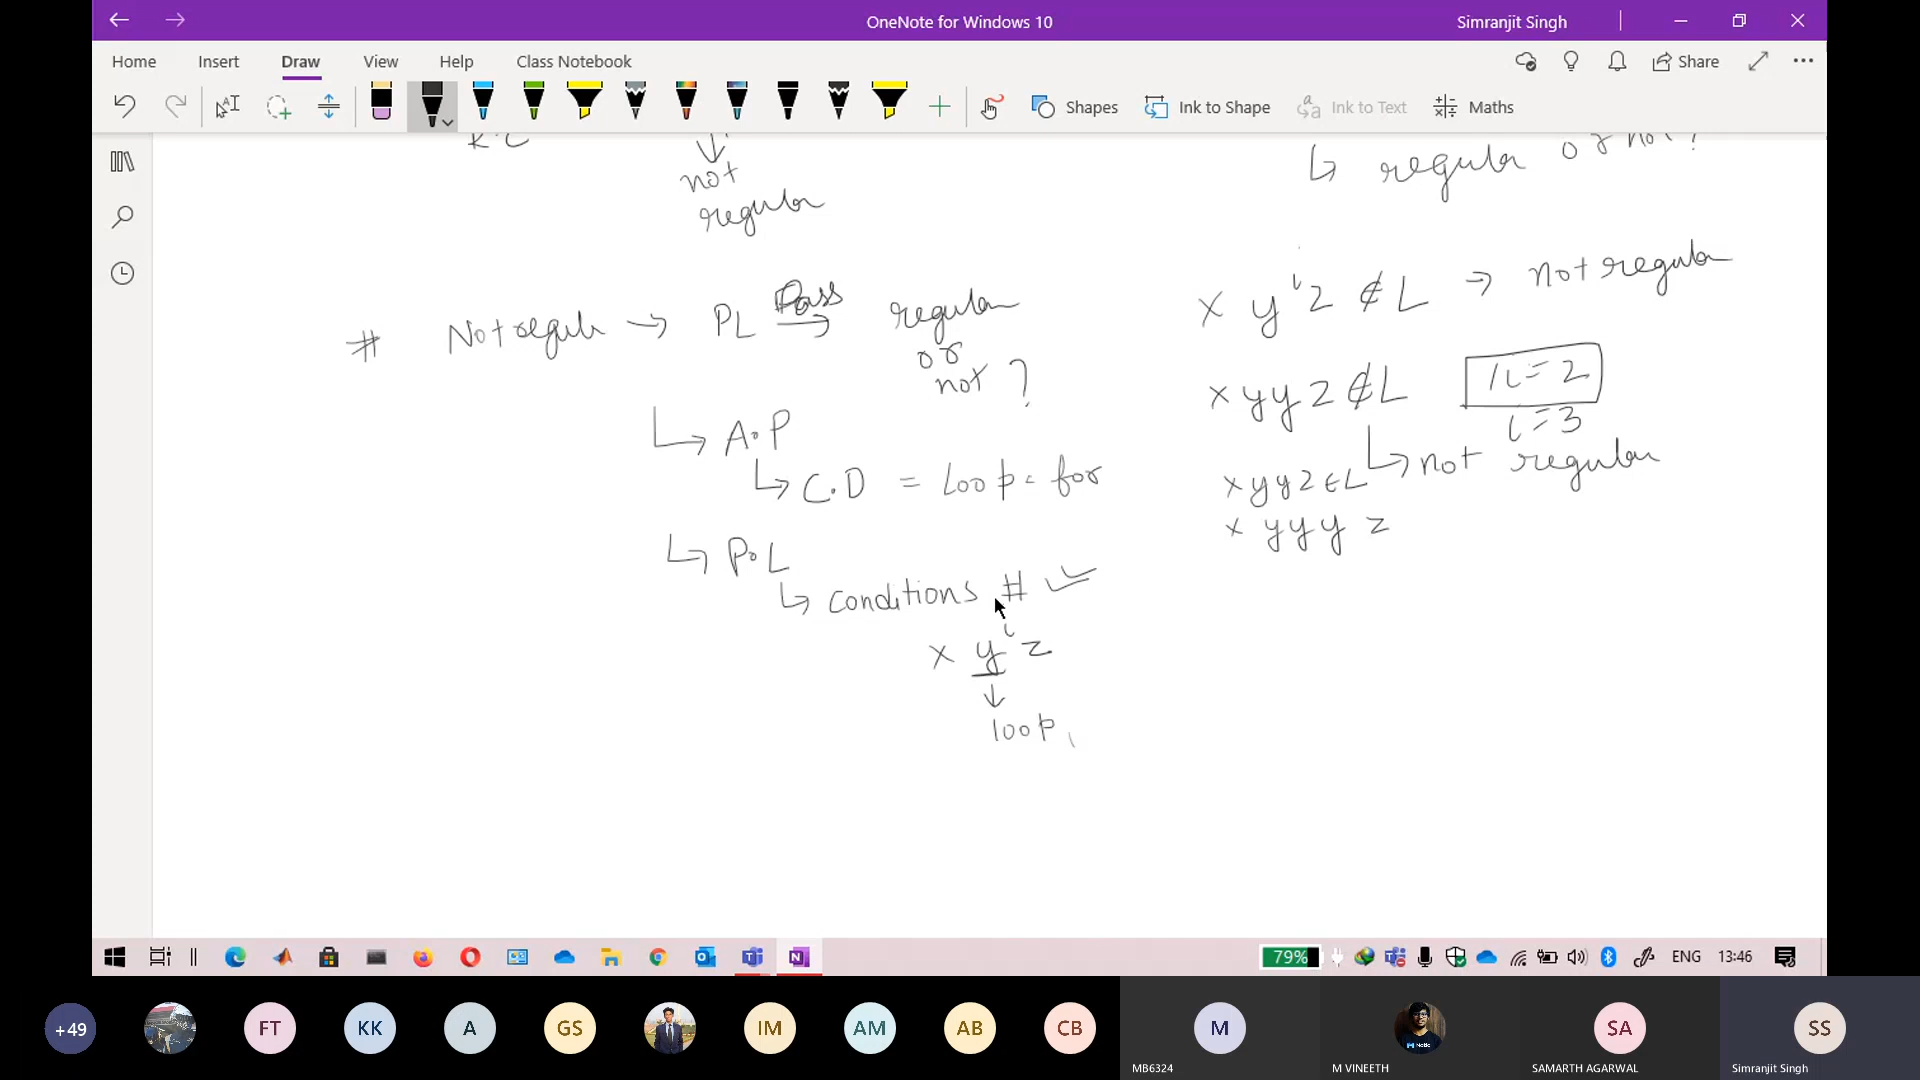 OneNote for Windows 10
Simranjit Singh
Home Insert Draw View Help Class Notebook
Share
Shapes
Ink to Shape
Ink to Text
Maths
not
regular
regular or not?
# Not regular → PL Pass → regular
or
not ?
↳ A.P
↳ C.D = loop = for
↳ P.L
↳ conditions #
x yⁱ z
↓
loop,
x yⁱ z ∉ L → not regular
x y y z ∉ L
i = 2
i = 3
↳ not regular
x y y z ∈ L
x y y y z
79%
ENG
13:46
+49
FT
KK
A
GS
IM
AM
AB
CB
M
SA
SS
MB6324
M VINEETH
SAMARTH AGARWAL
Simranjit Singh